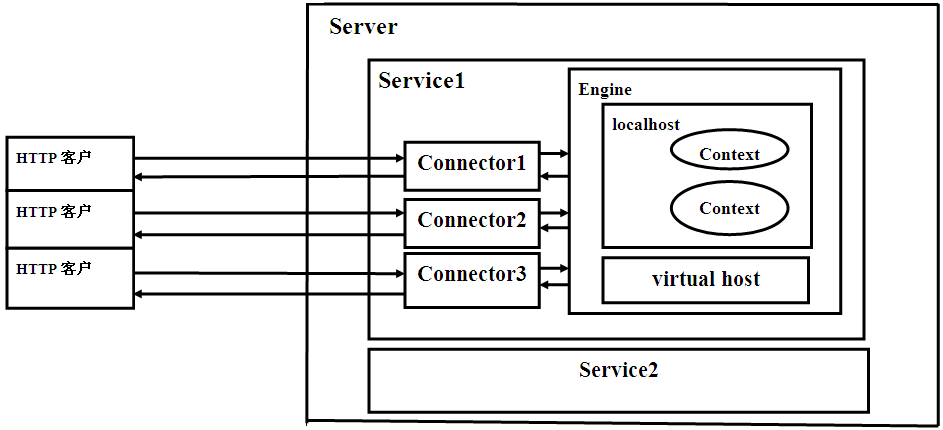 Server
Service1
Engine
localhost
Context
Context
virtual host
Connector1
Connector2
Connector3
HTTP 客户
HTTP 客户
HTTP 客户
Service2